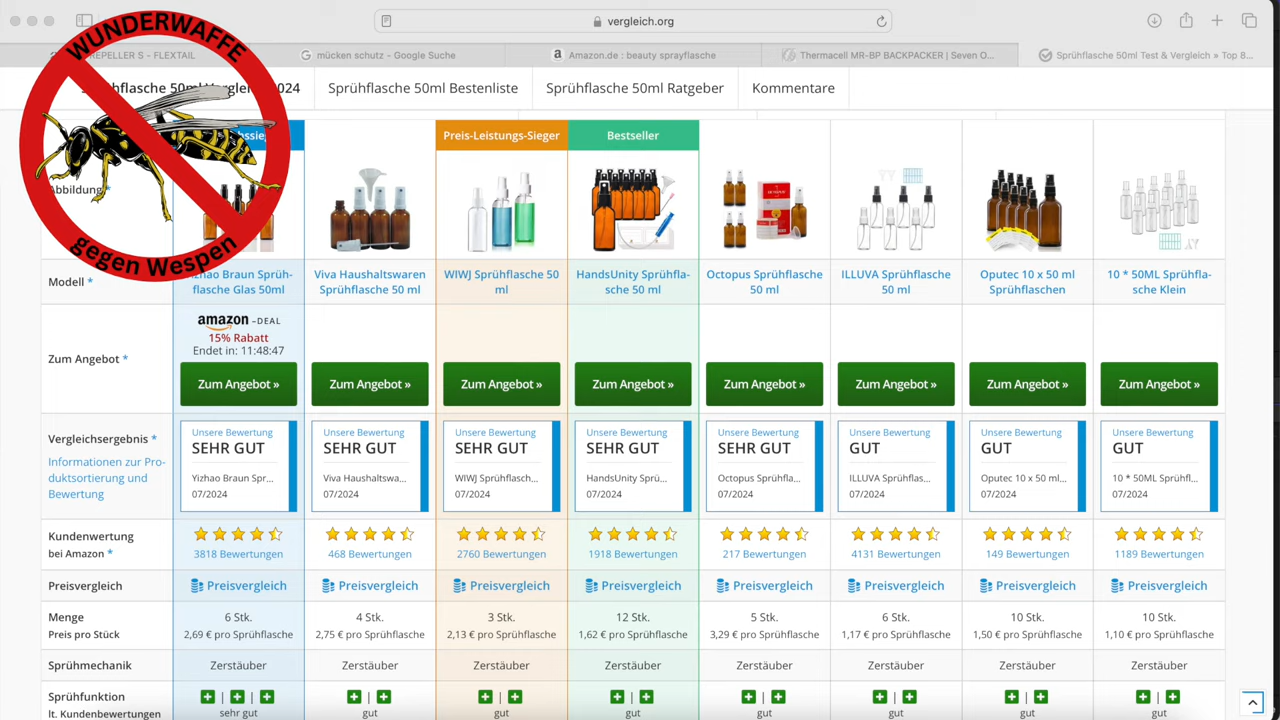 vergleich.org
REPELLER S - FLEXTAIL
mücken schutz - Google Suche
Amazon.de : beauty sprayflasche
Thermacell MR-BP BACKPACKER | Seven O...
Sprühflasche 50ml Test & Vergleich » Top 8...
WUNDERWAFFE
gegen Wespen
2024
Sprühflasche 50ml Bestenliste
Sprühflasche 50ml Ratgeber
Kommentare
Preis-Leistungs-Sieger
Bestseller
Abbildung *
Modell *
Yizhao Braun Sprüh-
flasche Glas 50ml
Viva Haushaltswaren
Sprühflasche 50 ml
WIWJ Sprühflasche 50
ml
HandsUnity Sprühfla-
sche 50 ml
Octopus Sprühflasche
50 ml
ILLUVA Sprühflasche
50 ml
Oputec 10 x 50 ml
Sprühflaschen
10 * 50ML Sprühfla-
sche Klein
Zum Angebot *
amazon -DEAL
15% Rabatt
Endet in: 11:48:47
Zum Angebot »
Zum Angebot »
Zum Angebot »
Zum Angebot »
Zum Angebot »
Zum Angebot »
Zum Angebot »
Zum Angebot »
Vergleichsergebnis *
Informationen zur Pro-
duktsortierung und
Bewertung
Unsere Bewertung
SEHR GUT
Yizhao Braun Spr...
07/2024
Unsere Bewertung
SEHR GUT
Viva Haushaltswa...
07/2024
Unsere Bewertung
SEHR GUT
WIWJ Sprühflasch...
07/2024
Unsere Bewertung
SEHR GUT
HandsUnity Sprü...
07/2024
Unsere Bewertung
SEHR GUT
Octopus Sprühfla...
07/2024
Unsere Bewertung
GUT
ILLUVA Sprühflas...
07/2024
Unsere Bewertung
GUT
Oputec 10 x 50 ml...
07/2024
Unsere Bewertung
GUT
10 * 50ML Sprühfl...
07/2024
Kundenwertung
bei Amazon *
3818 Bewertungen
468 Bewertungen
2760 Bewertungen
1918 Bewertungen
217 Bewertungen
4131 Bewertungen
149 Bewertungen
1189 Bewertungen
Preisvergleich
Preisvergleich
Preisvergleich
Preisvergleich
Preisvergleich
Preisvergleich
Preisvergleich
Preisvergleich
Preisvergleich
Menge
Preis pro Stück
6 Stk.
2,69 € pro Sprühflasche
4 Stk.
2,75 € pro Sprühflasche
3 Stk.
2,13 € pro Sprühflasche
12 Stk.
1,62 € pro Sprühflasche
5 Stk.
3,29 € pro Sprühflasche
6 Stk.
1,17 € pro Sprühflasche
10 Stk.
1,50 € pro Sprühflasche
10 Stk.
1,10 € pro Sprühflasche
Sprühmechanik
Zerstäuber
Zerstäuber
Zerstäuber
Zerstäuber
Zerstäuber
Zerstäuber
Zerstäuber
Zerstäuber
Sprühfunktion
lt. Kundenbewertungen
sehr gut
gut
gut
gut
gut
gut
gut
gut